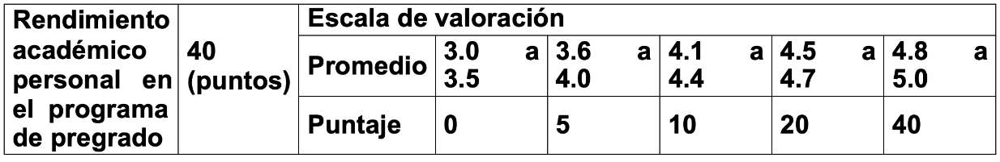 Rendimiento
académico
personal en
el programa
de pregrado
40
(puntos)
Escala de valoración
Promedio
3.0 a
3.5
3.6 a
4.0
4.1 a
4.4
4.5 a
4.7
4.8 a
5.0
Puntaje
0
5
10
20
40